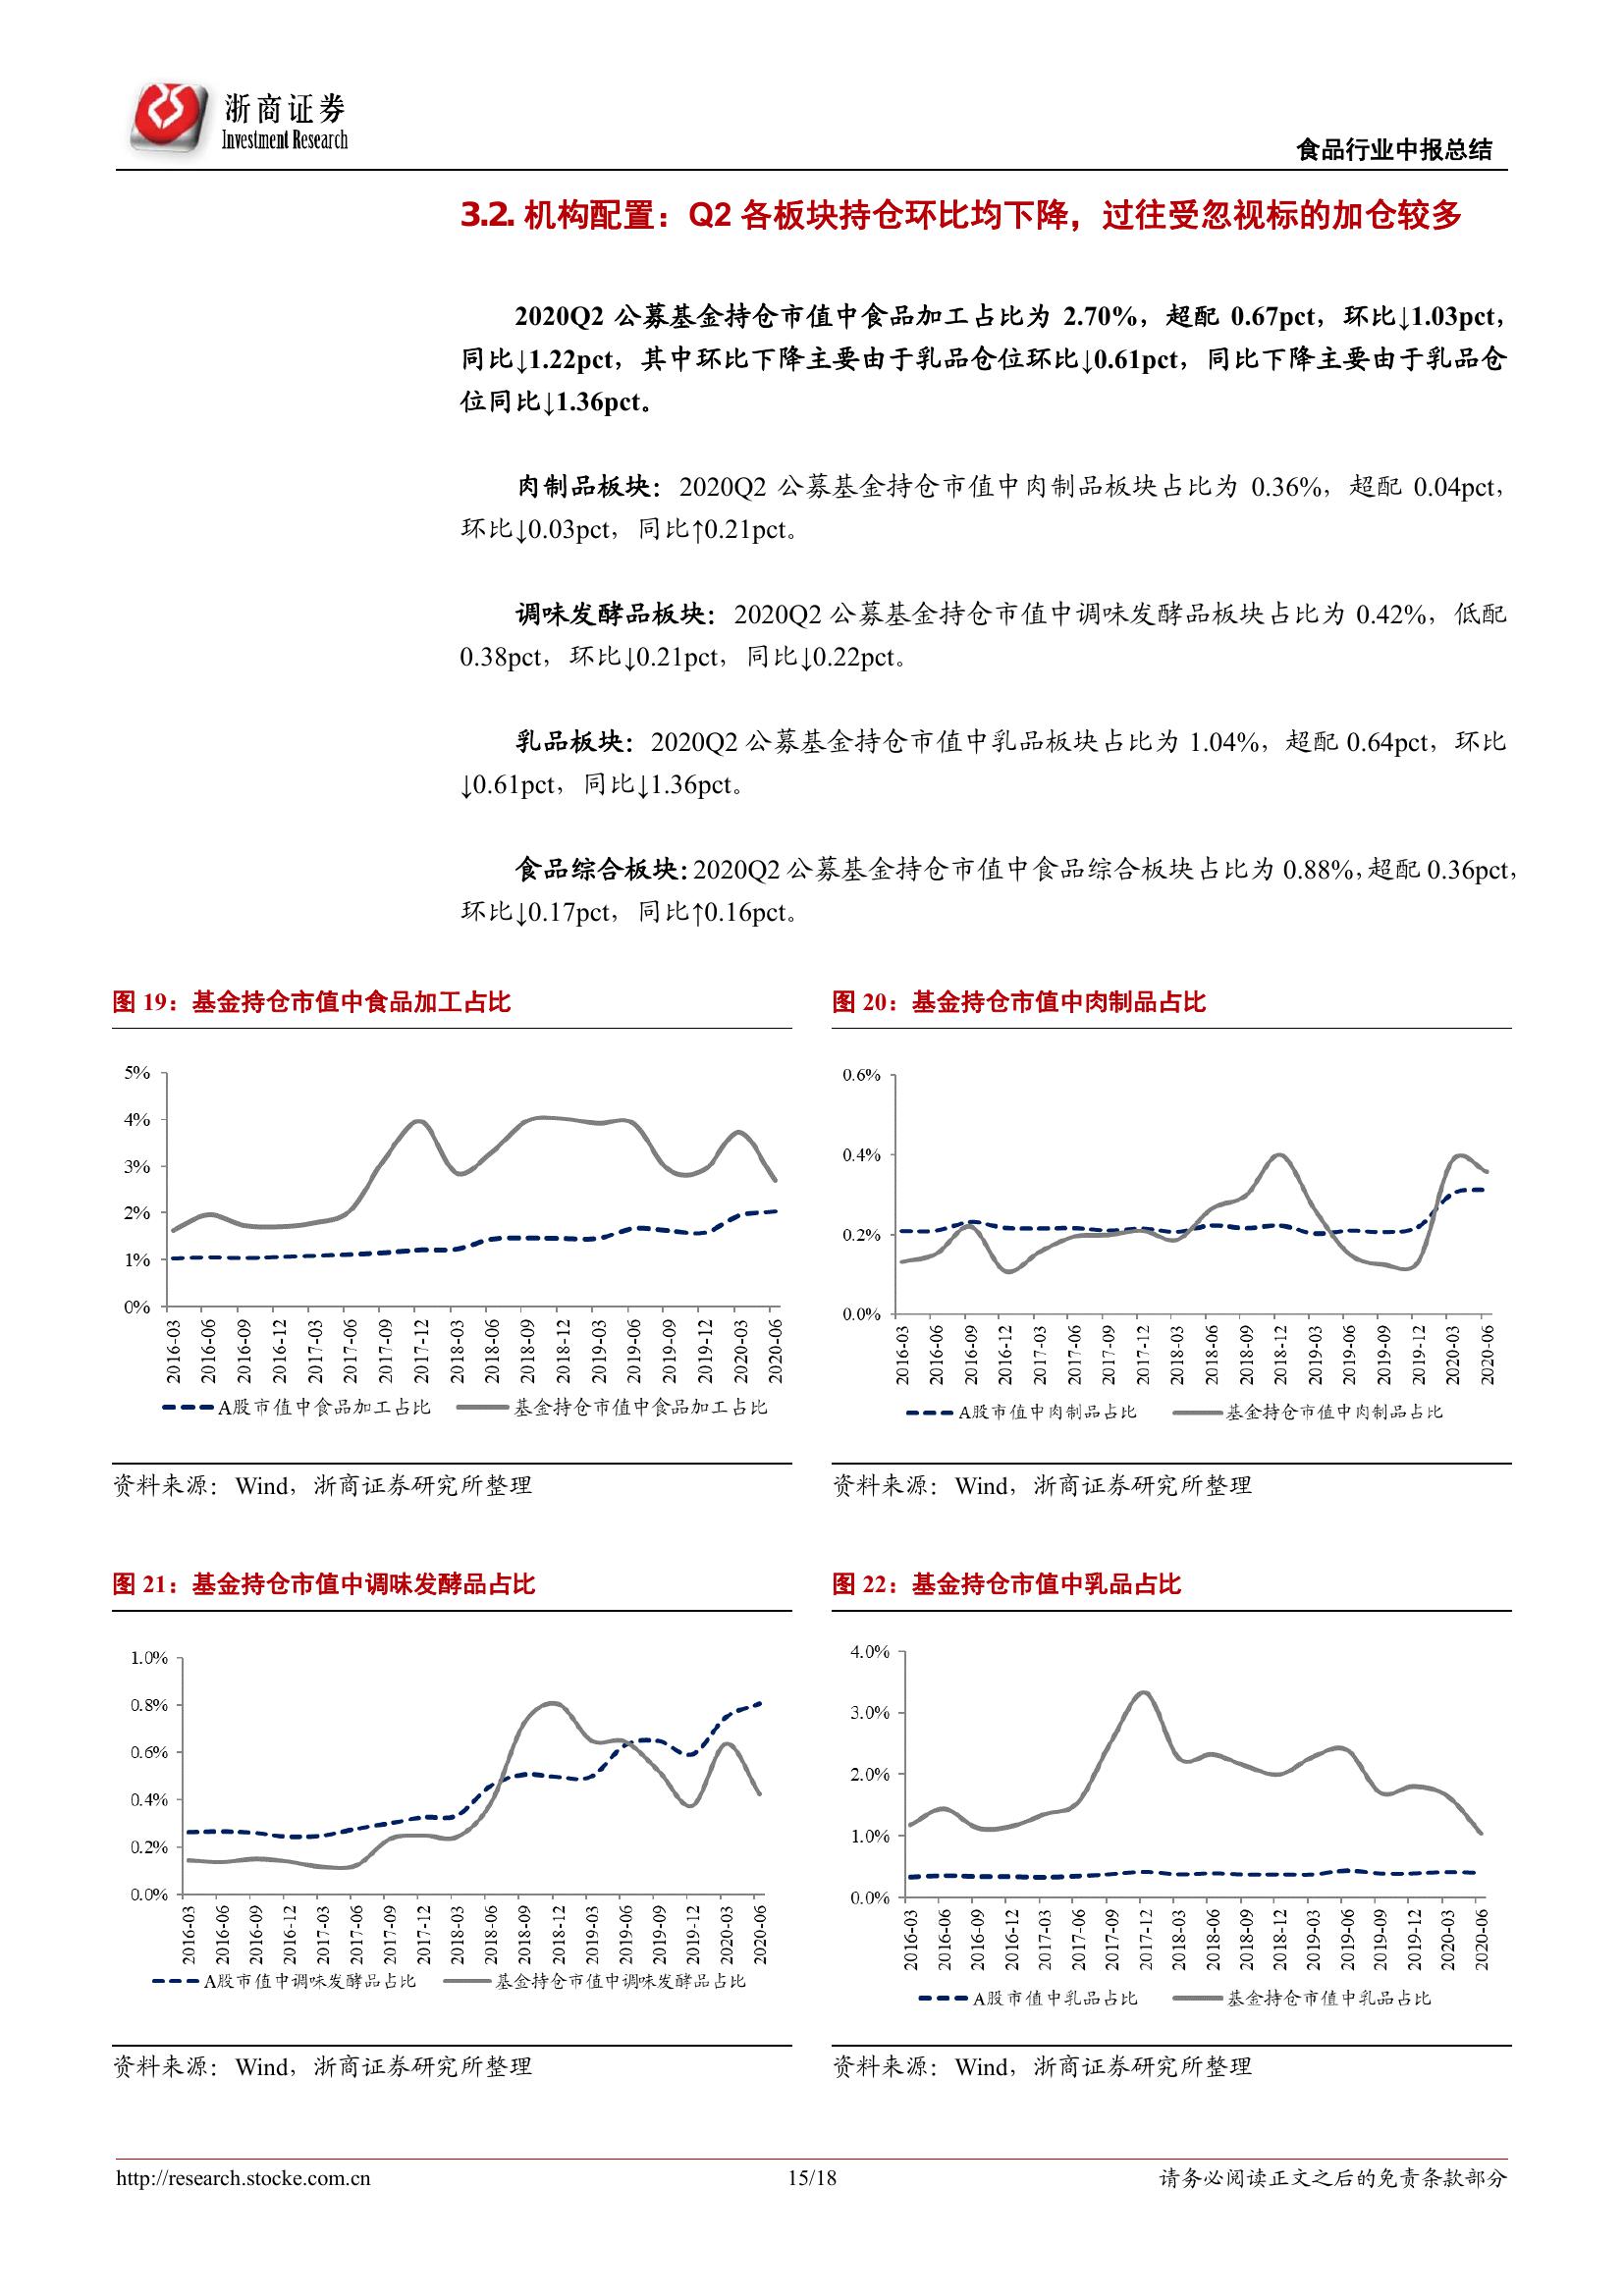 浙商证券
Investment Research
食品行业中报总结
3.2. 机构配置：Q2 各板块持仓环比均下降，过往受忽视标的加仓较多
2020Q2 公募基金持仓市值中食品加工占比为 2.70%，超配 0.67pct，环比↓1.03pct，
同比↓1.22pct，其中环比下降主要由于乳品仓位环比↓0.61pct，同比下降主要由于乳品仓
位同比↓1.36pct。
肉制品板块：2020Q2 公募基金持仓市值中肉制品板块占比为 0.36%，超配 0.04pct，
环比↓0.03pct，同比↑0.21pct。
调味发酵品板块：2020Q2 公募基金持仓市值中调味发酵品板块占比为 0.42%，低配
0.38pct，环比↓0.21pct，同比↓0.22pct。
乳品板块：2020Q2 公募基金持仓市值中乳品板块占比为 1.04%，超配 0.64pct，环比
↓0.61pct，同比↓1.36pct。
食品综合板块：2020Q2 公募基金持仓市值中食品综合板块占比为 0.88%，超配 0.36pct，
环比↓0.17pct，同比↑0.16pct。
图 19：基金持仓市值中食品加工占比
5%
4%
3%
2%
1%
0%
2016-03 2016-06 2016-09 2016-12 2017-03 2017-06 2017-09 2017-12 2018-03 2018-06 2018-09 2018-12 2019-03 2019-06 2019-09 2019-12 2020-03 2020-06
A股市值中食品加工占比 基金持仓市值中食品加工占比
资料来源：Wind，浙商证券研究所整理
图 20：基金持仓市值中肉制品占比
0.6%
0.4%
0.2%
0.0%
2016-03 2016-06 2016-09 2016-12 2017-03 2017-06 2017-09 2017-12 2018-03 2018-06 2018-09 2018-12 2019-03 2019-06 2019-09 2019-12 2020-03 2020-06
A股市值中肉制品占比 基金持仓市值中肉制品占比
资料来源：Wind，浙商证券研究所整理
图 21：基金持仓市值中调味发酵品占比
1.0%
0.8%
0.6%
0.4%
0.2%
0.0%
2016-03 2016-06 2016-09 2016-12 2017-03 2017-06 2017-09 2017-12 2018-03 2018-06 2018-09 2018-12 2019-03 2019-06 2019-09 2019-12 2020-03 2020-06
A股市值中调味发酵品占比 基金持仓市值中调味发酵品占比
资料来源：Wind，浙商证券研究所整理
图 22：基金持仓市值中乳品占比
4.0%
3.0%
2.0%
1.0%
0.0%
2016-03 2016-06 2016-09 2016-12 2017-03 2017-06 2017-09 2017-12 2018-03 2018-06 2018-09 2018-12 2019-03 2019-06 2019-09 2019-12 2020-03 2020-06
A股市值中乳品占比 基金持仓市值中乳品占比
资料来源：Wind，浙商证券研究所整理
http://research.stocke.com.cn
15/18
请务必阅读正文之后的免责条款部分